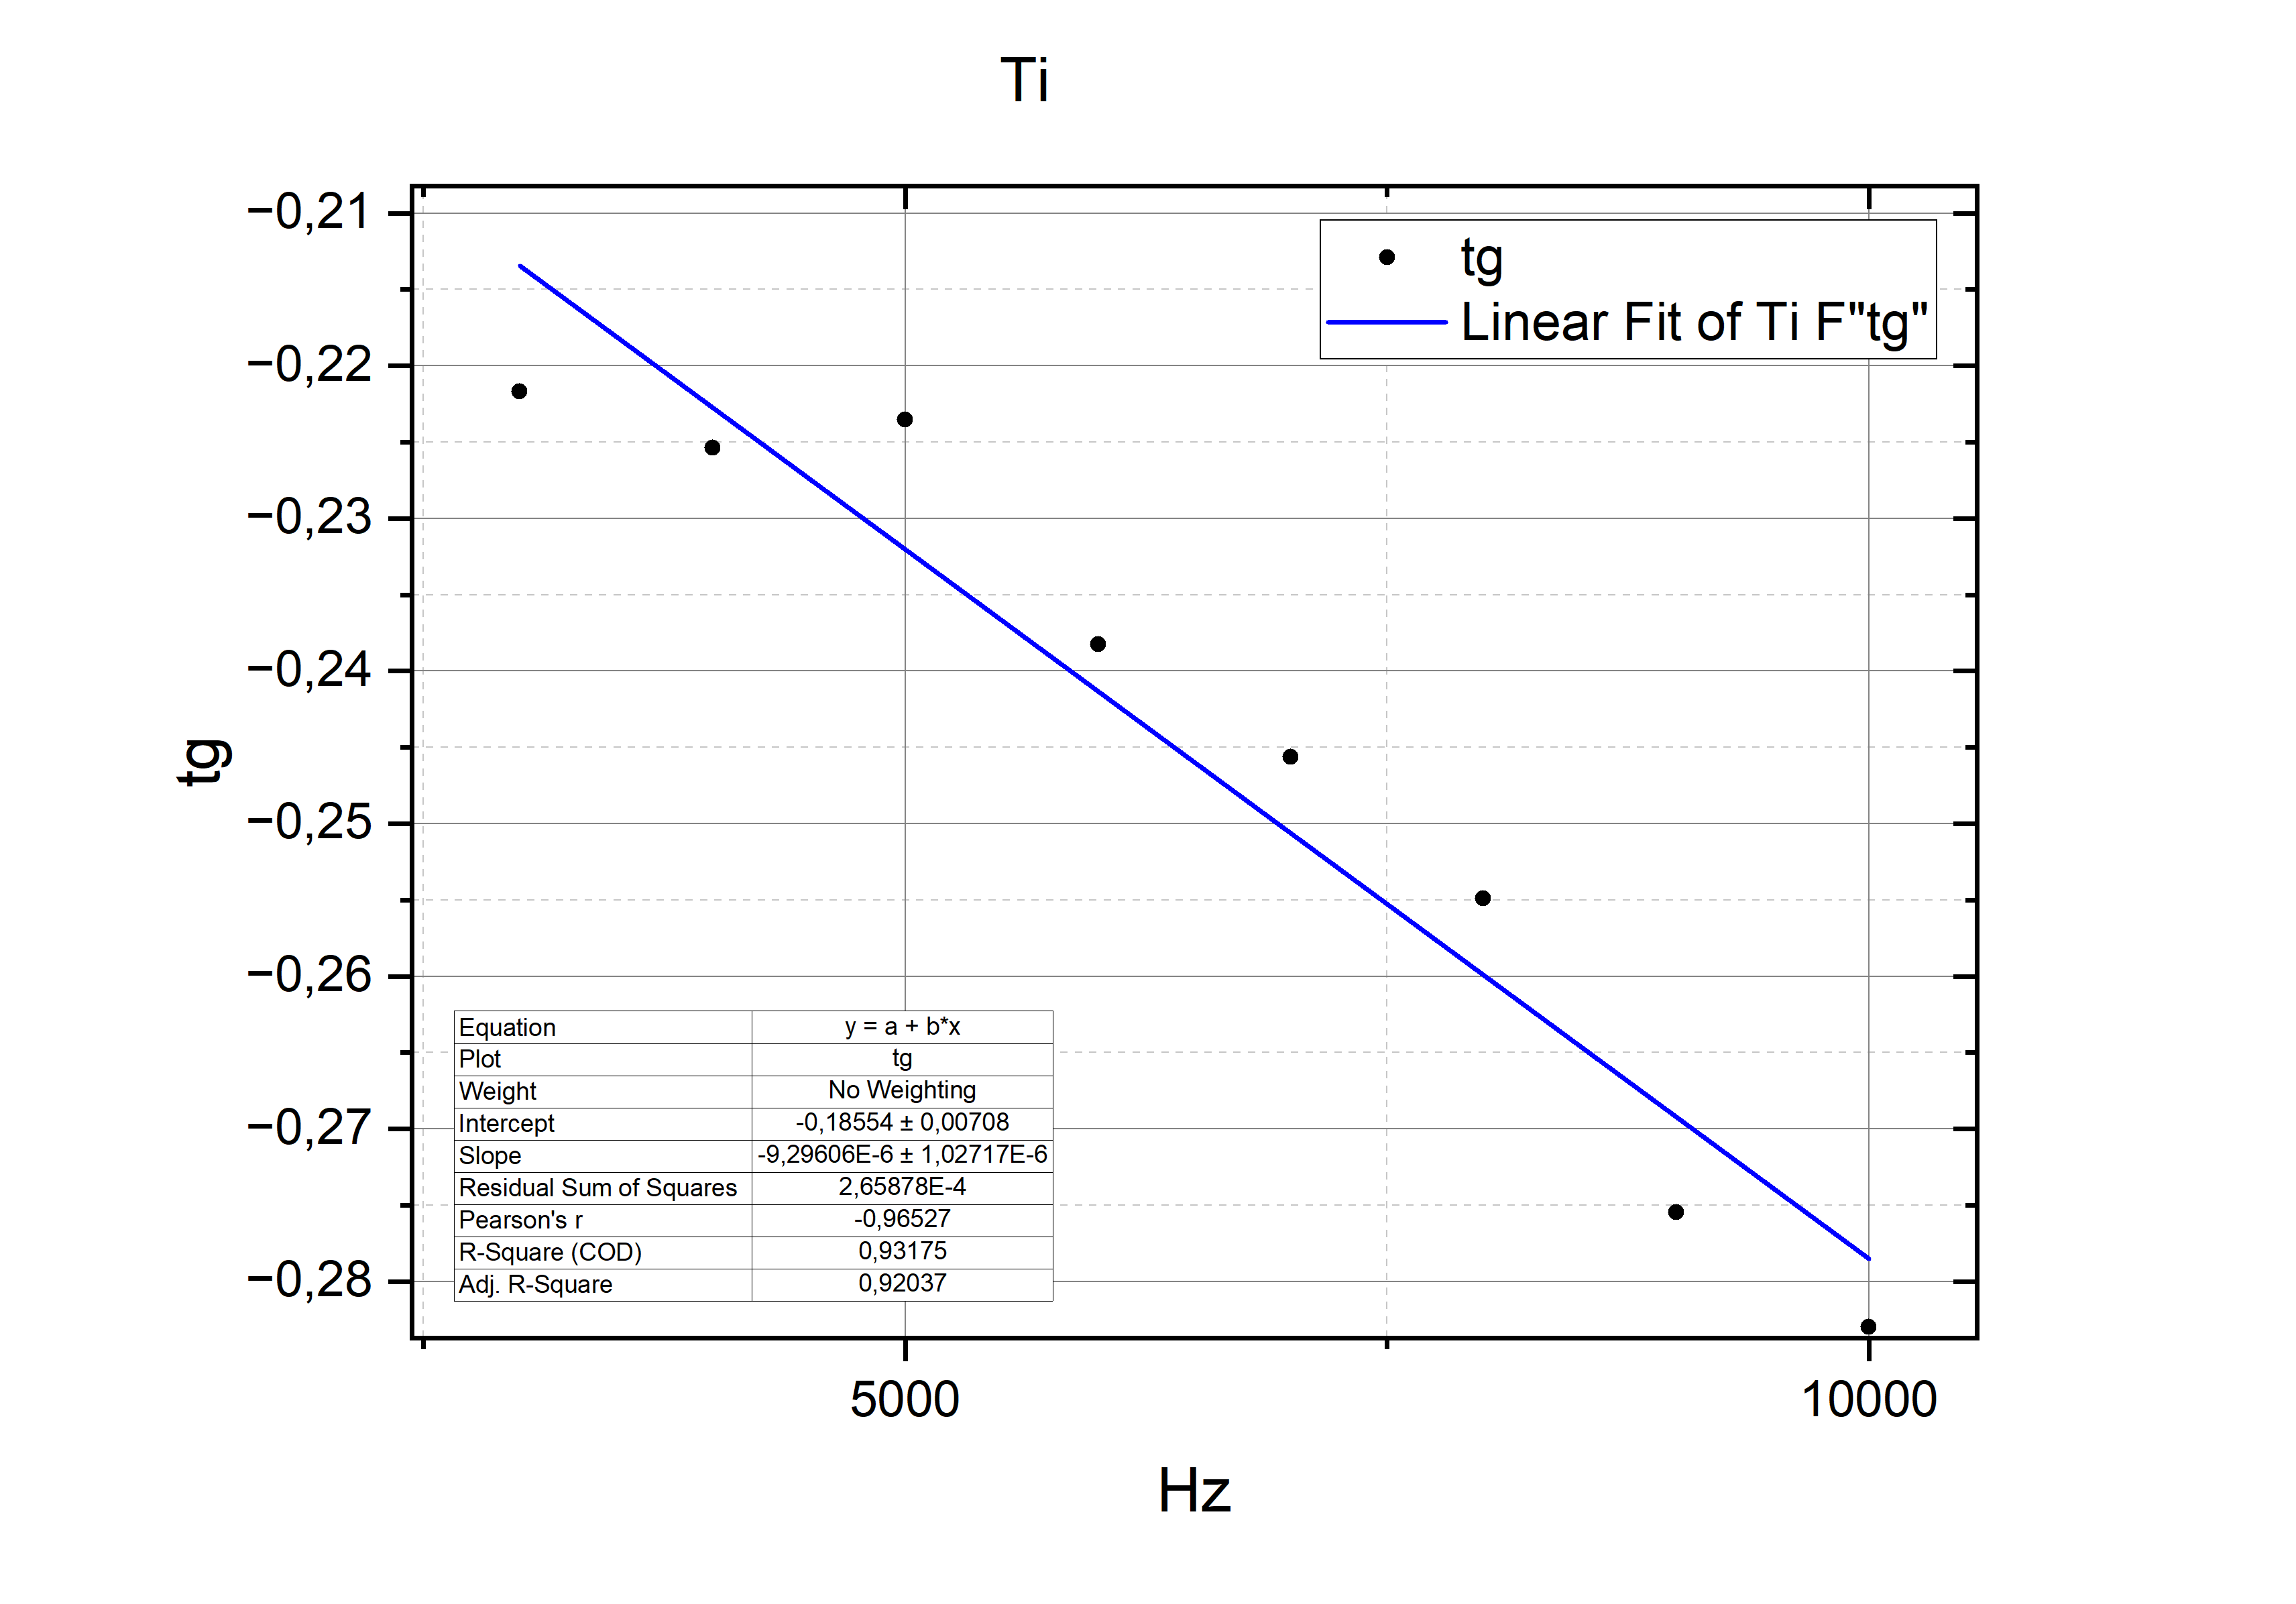 Ti
−0,21
−0,22
−0,23
−0,24
−0,25
−0,26
−0,27
−0,28
tg
tg
Linear Fit of Ti F"tg"
Equation y = a + b*x
Plot tg
Weight No Weighting
Intercept -0,18554 ± 0,00708
Slope -9,29606E-6 ± 1,02717E-6
Residual Sum of Squares 2,65878E-4
Pearson's r -0,96527
R-Square (COD) 0,93175
Adj. R-Square 0,92037
5000 10000
Hz